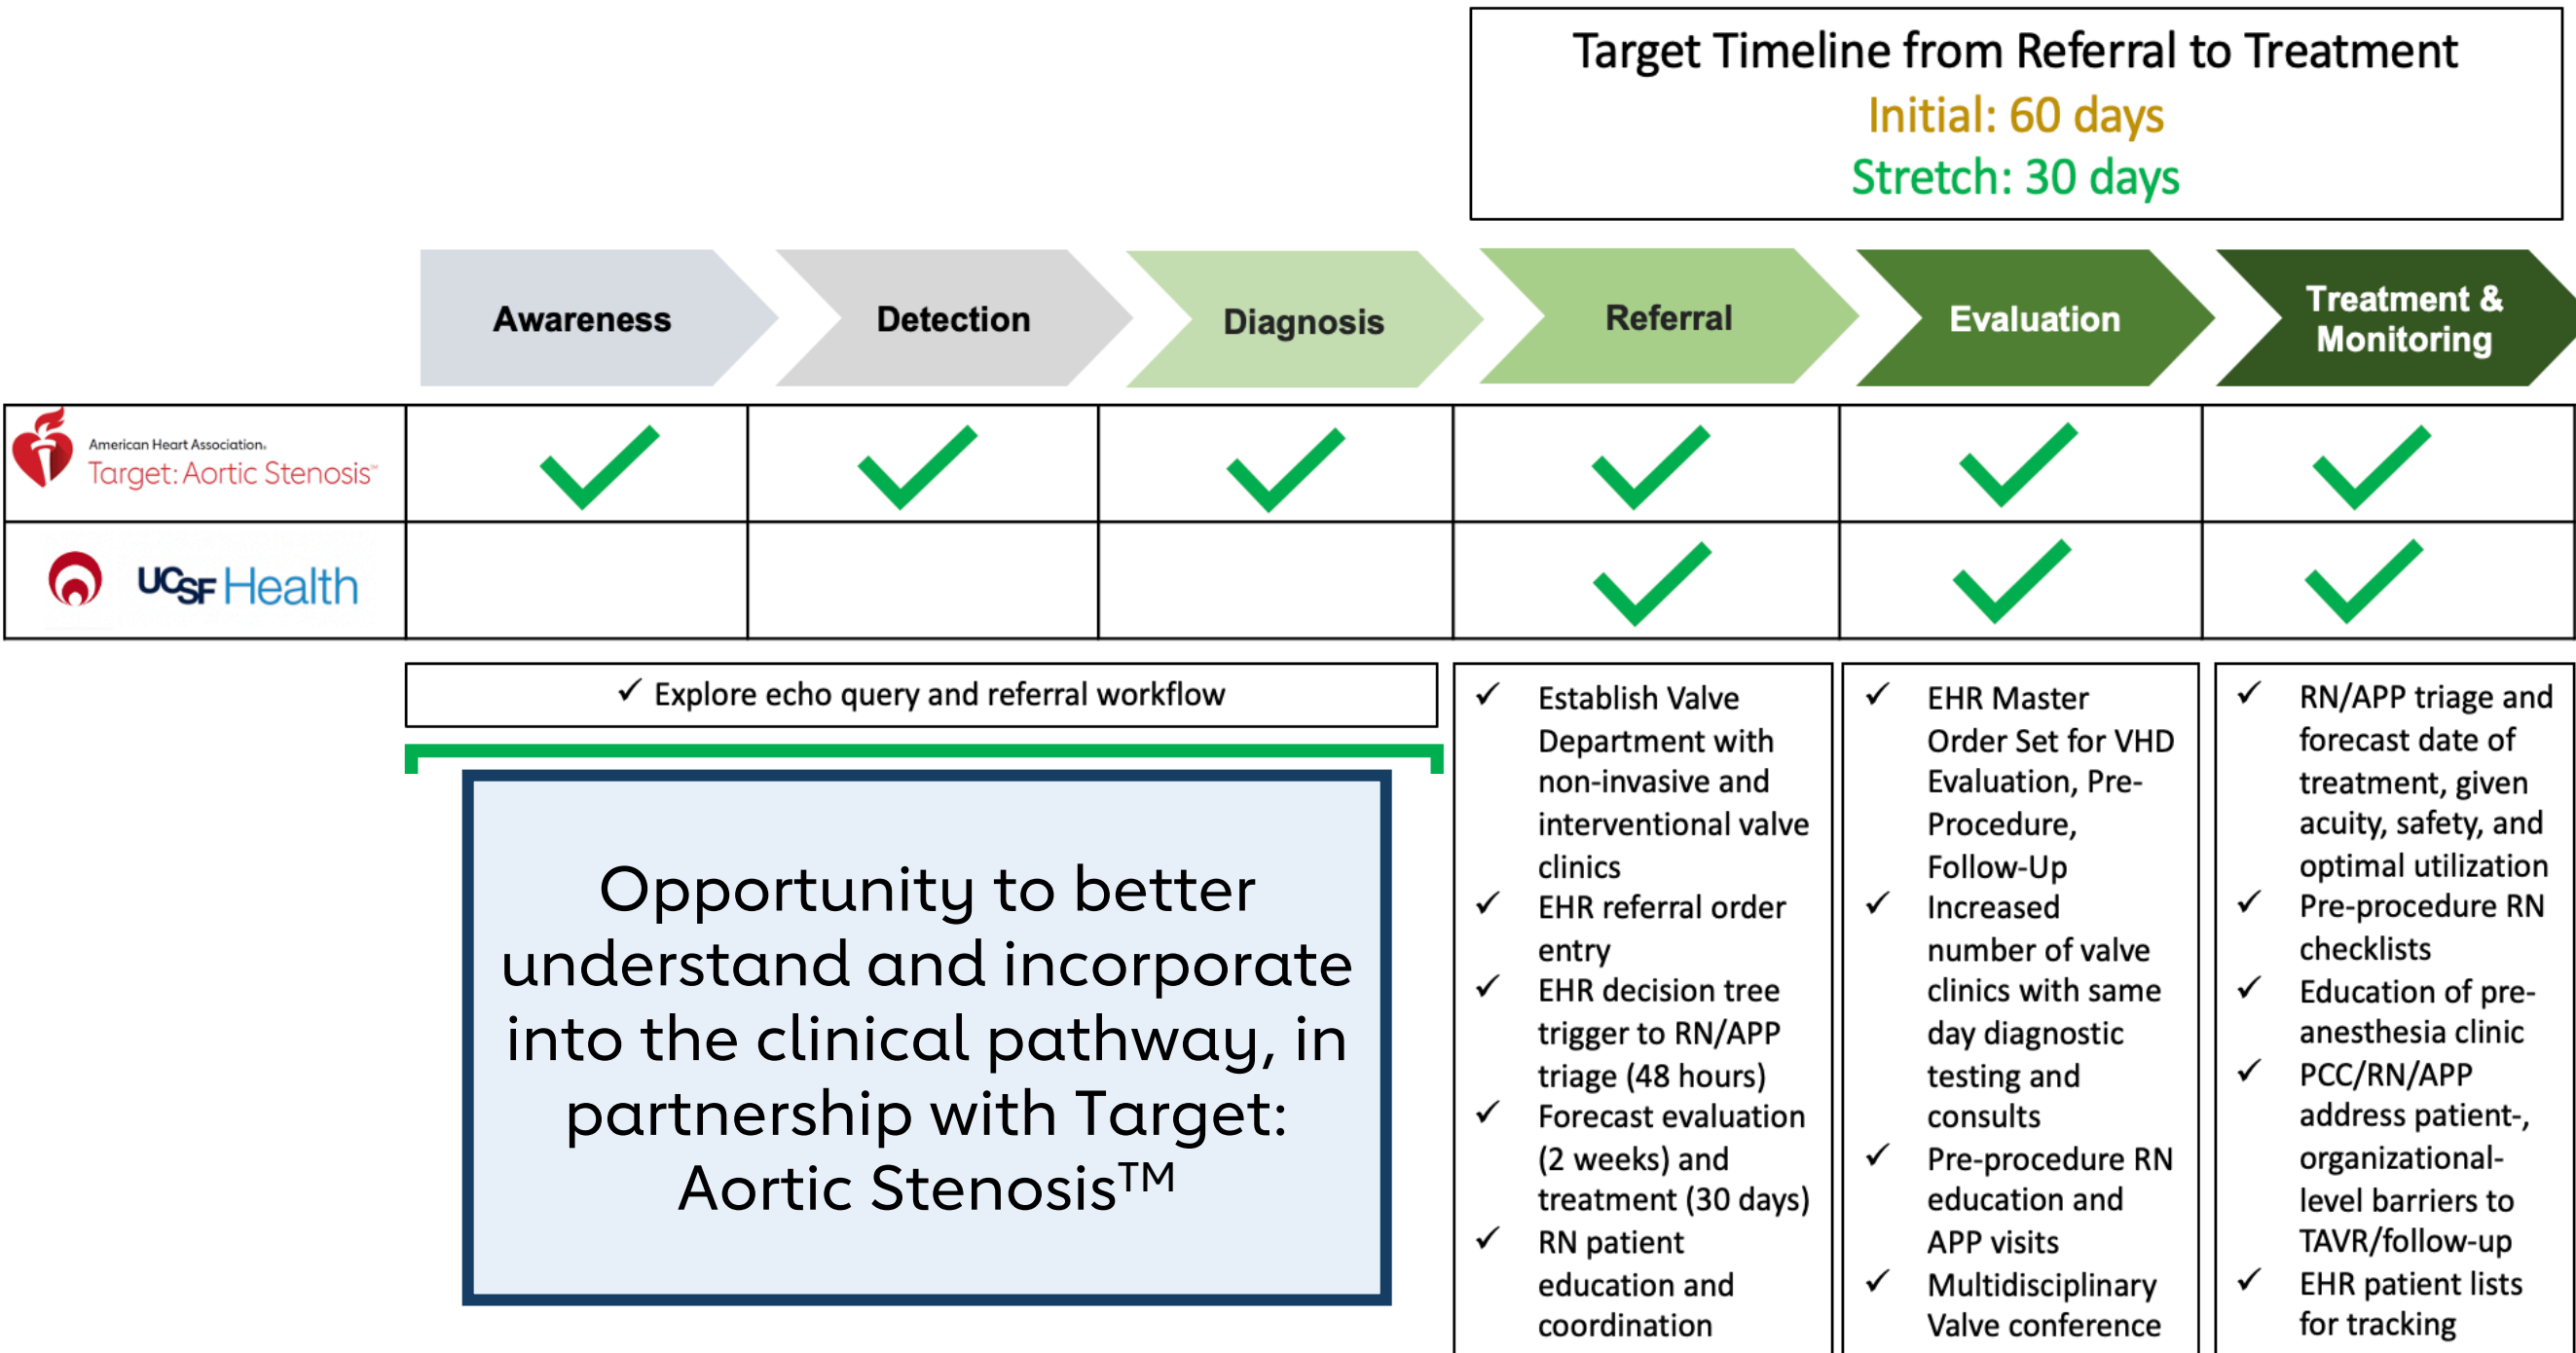 Target Timeline from Referral to Treatment
Initial: 60 days
Stretch: 30 days
Awareness
Detection
Diagnosis
Referral
Evaluation
Treatment &
Monitoring
American Heart Association®
Target: Aortic Stenosis™
UCSF Health
✓ Explore echo query and referral workflow
Opportunity to better
understand and incorporate
into the clinical pathway, in
partnership with Target:
Aortic Stenosis™
✓ Establish Valve
Department with
non-invasive and
interventional valve
clinics
✓ EHR referral order
entry
✓ EHR decision tree
trigger to RN/APP
triage (48 hours)
✓ Forecast evaluation
(2 weeks) and
treatment (30 days)
✓ RN patient
education and
coordination
✓ EHR Master
Order Set for VHD
Evaluation, Pre-
Procedure,
Follow-Up
✓ Increased
number of valve
clinics with same
day diagnostic
testing and
consults
✓ Pre-procedure RN
education and
APP visits
✓ Multidisciplinary
Valve conference
✓ RN/APP triage and
forecast date of
treatment, given
acuity, safety, and
optimal utilization
✓ Pre-procedure RN
checklists
✓ Education of pre-
anesthesia clinic
✓ PCC/RN/APP
address patient-,
organizational-
level barriers to
TAVR/follow-up
✓ EHR patient lists
for tracking